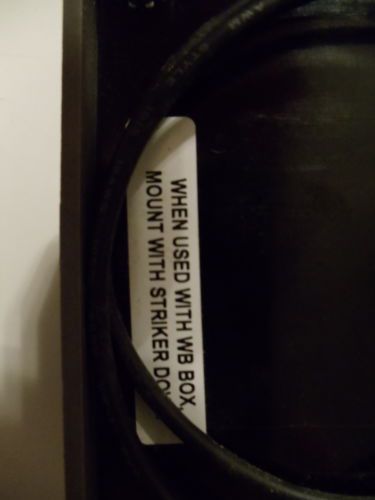 WHEN USED WITH WB BOX,
MOUNT WITH STRIKER